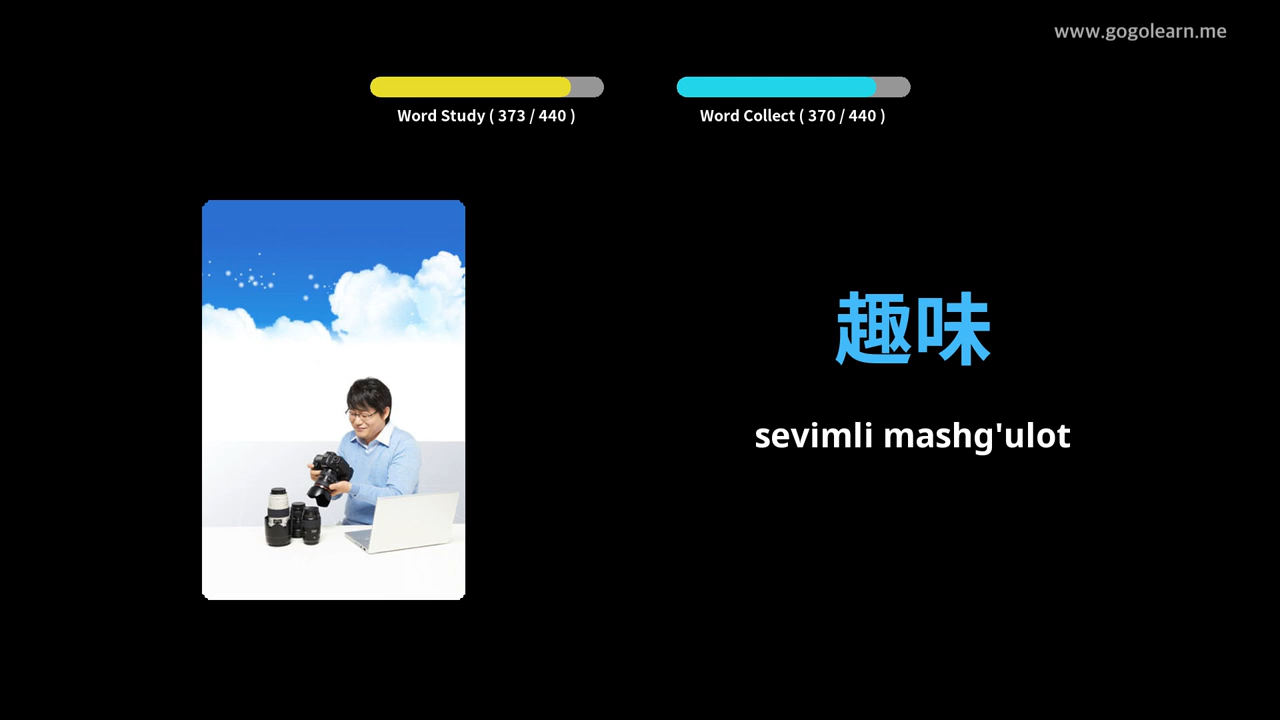 www.gogolearn.me
Word Study ( 373 / 440 )
Word Collect ( 370 / 440 )
趣味
sevimli mashg'ulot